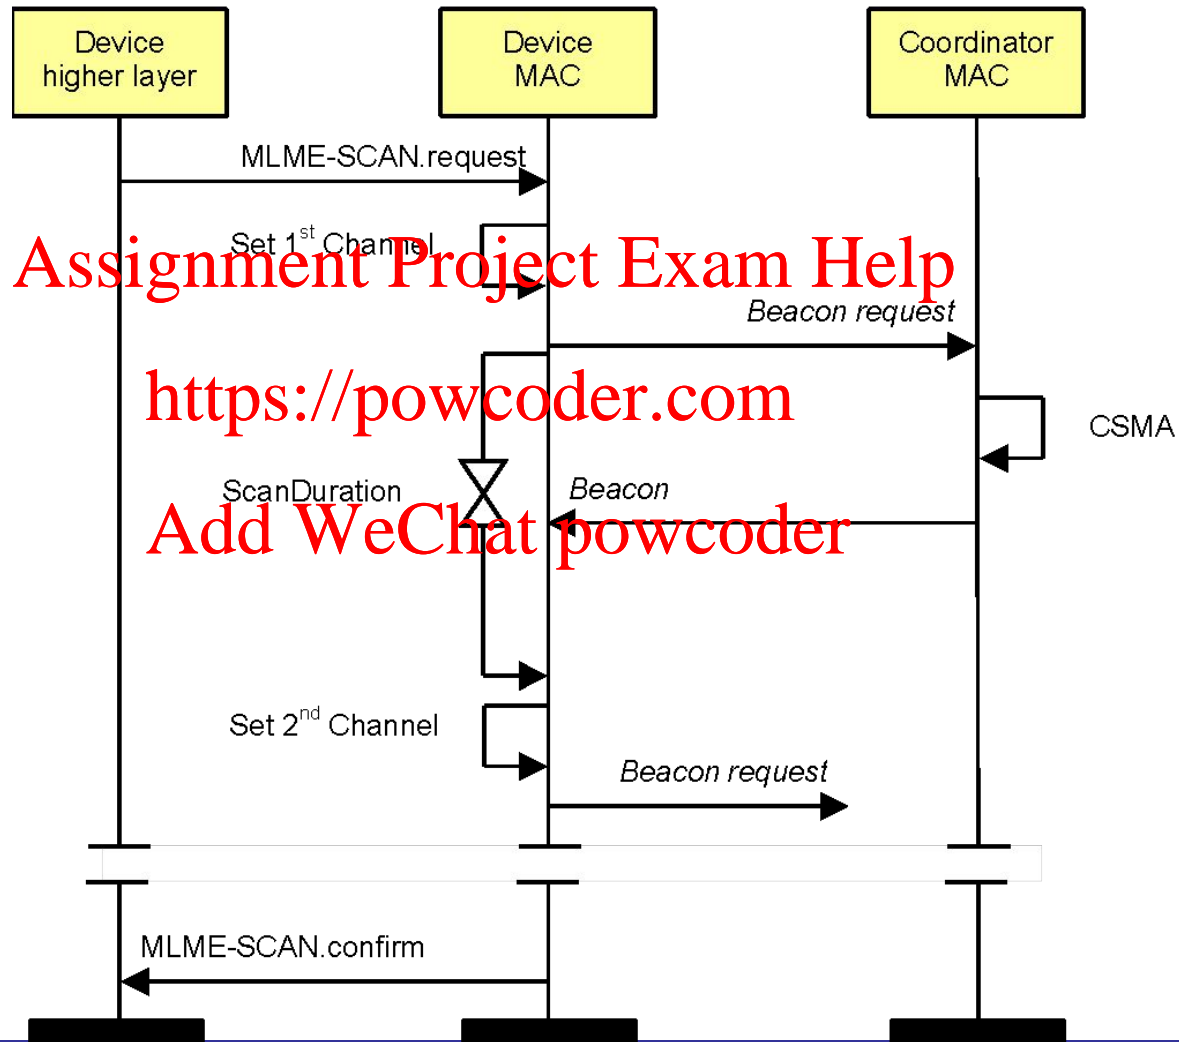 Device
higher layer
Device
MAC
Coordinator
MAC
MLME-SCAN.request
Set 1st Channel
Assignment Project Exam Help
Beacon request
https://powcoder.com
CSMA
ScanDuration
Beacon
Add WeChat powcoder
Set 2nd Channel
Beacon request
MLME-SCAN.confirm